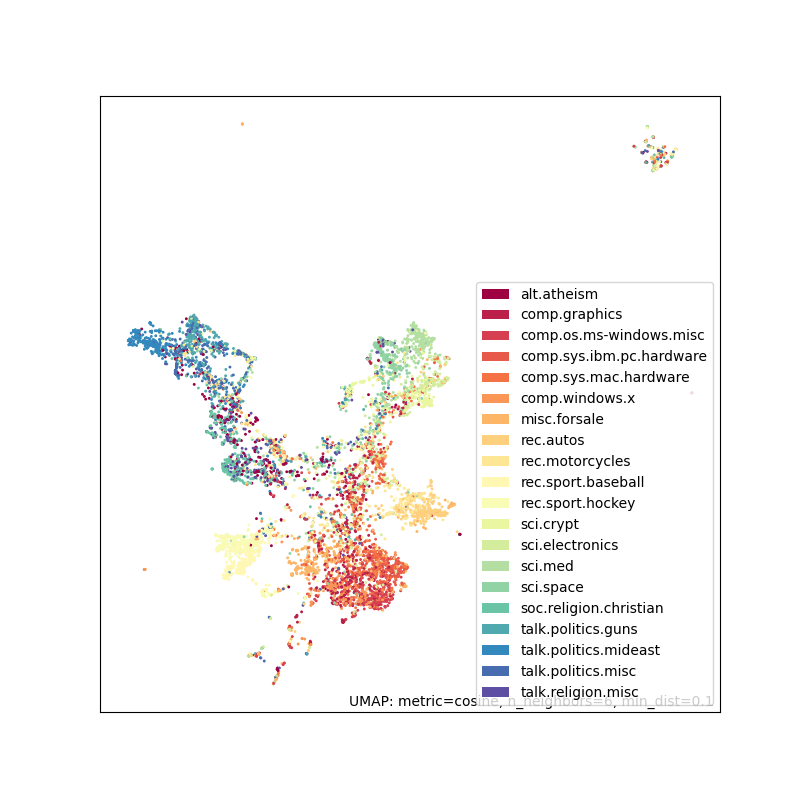 alt.atheism
comp.graphics
comp.os.ms-windows.misc
comp.sys.ibm.pc.hardware
comp.sys.mac.hardware
comp.windows.x
misc.forsale
rec.autos
rec.motorcycles
rec.sport.baseball
rec.sport.hockey
sci.crypt
sci.electronics
sci.med
sci.space
soc.religion.christian
talk.politics.guns
talk.politics.mideast
talk.politics.misc
talk.religion.misc
UMAP: metric=cosine, n_neighbors=6, min_dist=0.1